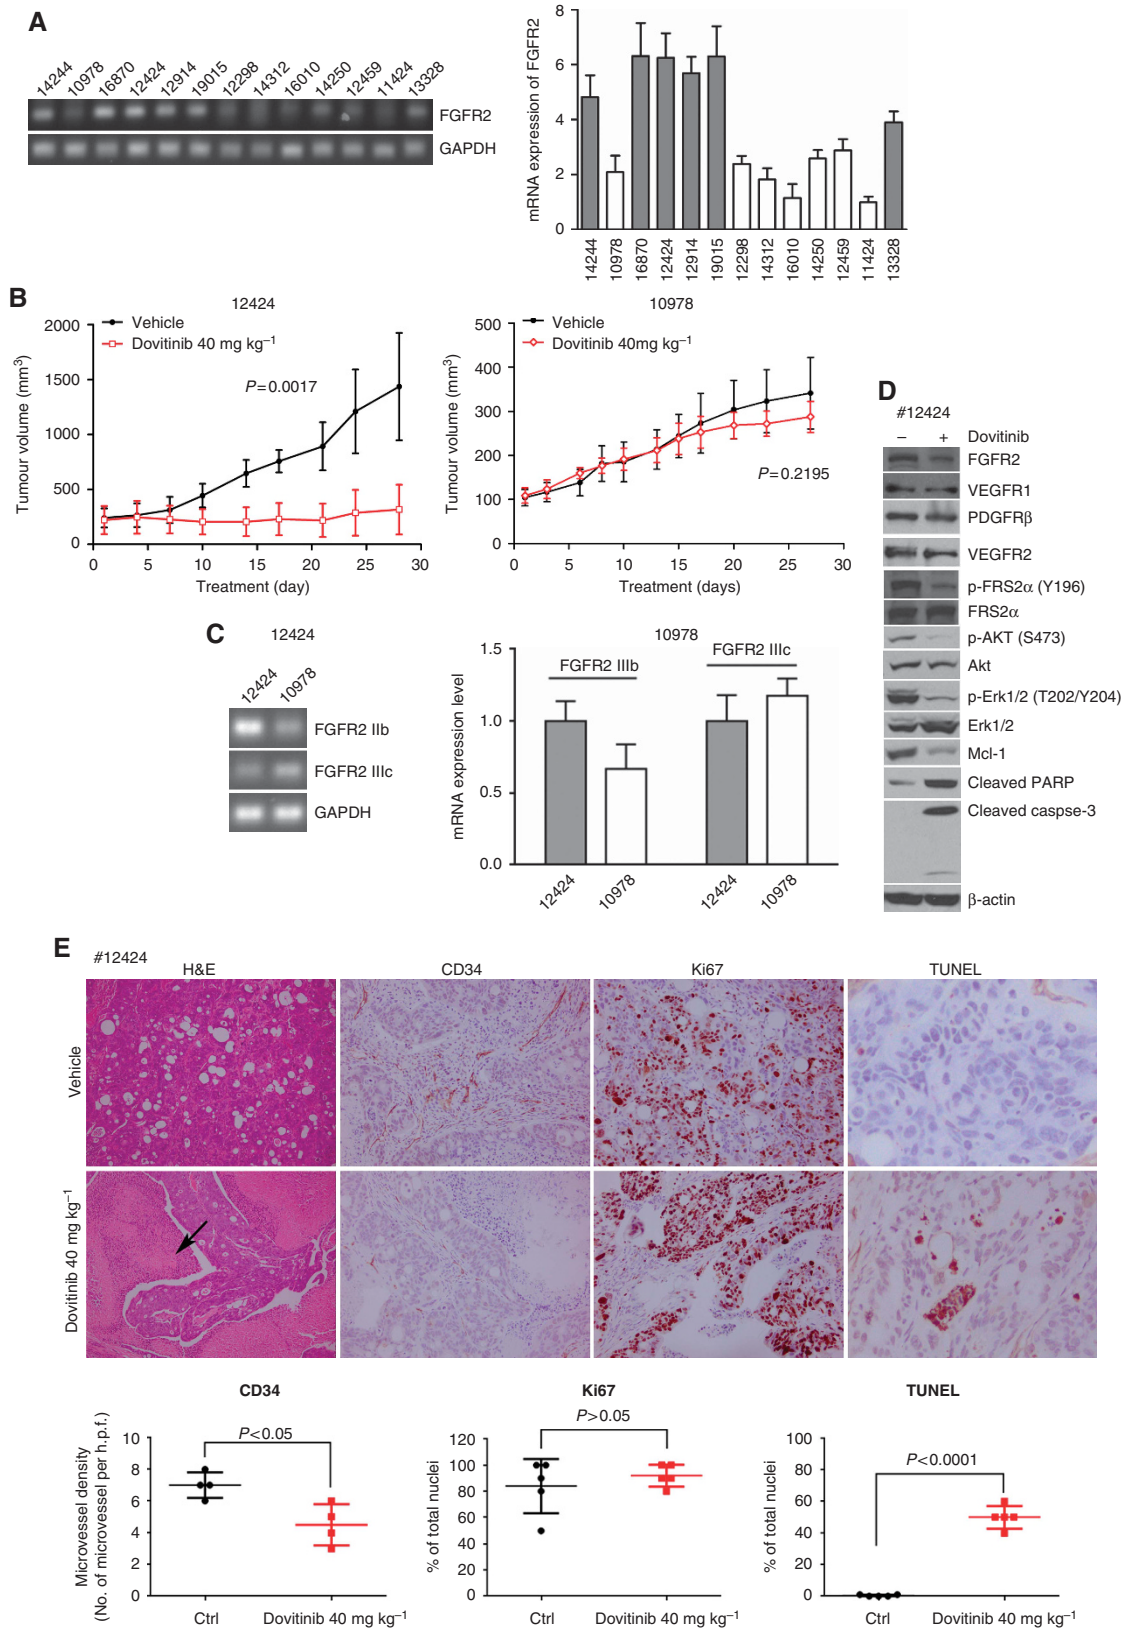 A
14244 10978 16870 12424 12914 19015 12298 14312 16010 14250 12459 11424 13328
FGFR2
GAPDH
mRNA expression of FGFR2
8
6
4
2
0
14244 10978 16870 12424 12914 19015 12298 14312 16010 14250 12459 11424 13328
B
12424
Vehicle
Dovitinib 40 mg kg⁻¹
P=0.0017
Tumour volume (mm³)
2000
1500
1000
500
0
0 5 10 15 20 25 30
Treatment (day)
10978
Vehicle
Dovitinib 40mg kg⁻¹
P=0.2195
Tumour volume (mm³)
500
400
300
200
100
0
0 5 10 15 20 25 30
Treatment (days)
C
12424
12424 10978
FGFR2 IIb
FGFR2 IIIc
GAPDH
10978
FGFR2 IIIb
FGFR2 IIIc
mRNA expression level
1.5
1.0
0.5
0.0
12424 10978 12424 10978
D
#12424
– + Dovitinib
FGFR2
VEGFR1
PDGFRβ
VEGFR2
p-FRS2α (Y196)
FRS2α
p-AKT (S473)
Akt
p-Erk1/2 (T202/Y204)
Erk1/2
Mcl-1
Cleaved PARP
Cleaved caspse-3
β-actin
E
#12424
H&E CD34 Ki67 TUNEL
Vehicle
Dovitinib 40 mg kg⁻¹
CD34
P<0.05
Microvessel density
(No. of microvessel per h.p.f.)
10
8
6
4
2
0
Ctrl Dovitinib 40 mg kg⁻¹
Ki67
P>0.05
% of total nuclei
120
100
80
60
40
20
0
Ctrl Dovitinib 40 mg kg⁻¹
TUNEL
P<0.0001
% of total nuclei
100
80
60
40
20
0
Ctrl Dovitinib 40 mg kg⁻¹